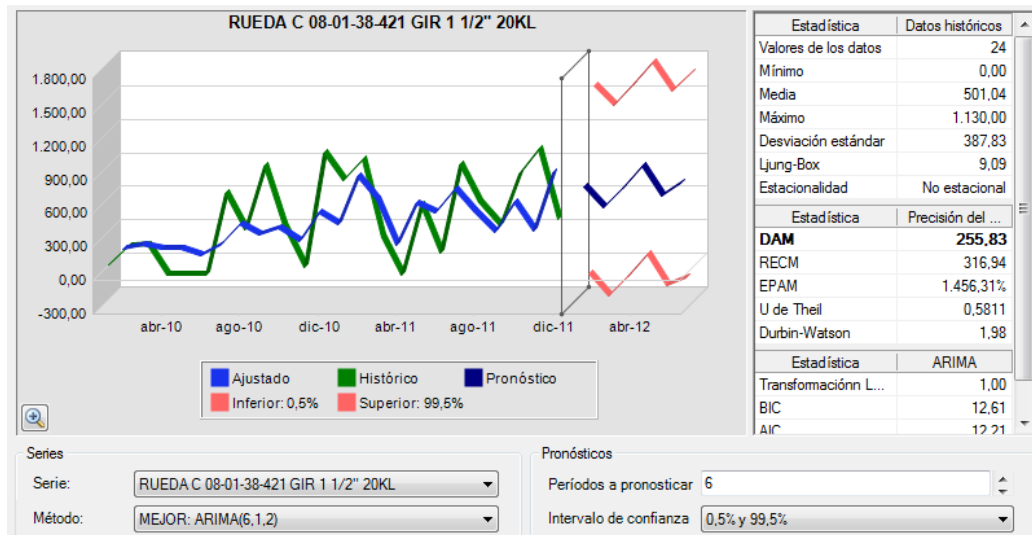 RUEDA C 08-01-38-421 GIR 1 1/2" 20KL
1.800,00
1.500,00
1.200,00
900,00
600,00
300,00
0,00
-300,00
abr-10 ago-10 dic-10 abr-11 ago-11 dic-11 abr-12
Ajustado Histórico Pronóstico
Inferior: 0,5% Superior: 99,5%
Estadística Datos históricos
Valores de los datos 24
Mínimo 0,00
Media 501,04
Máximo 1.130,00
Desviación estándar 387,83
Ljung-Box 9,09
Estacionalidad No estacional
Estadística Precisión del ...
DAM 255,83
RECM 316,94
EPAM 1.456,31%
U de Theil 0,5811
Durbin-Watson 1,98
Estadística ARIMA
Transformaciónn L... 1,00
BIC 12,61
AIC 12,21
Series
Serie: RUEDA C 08-01-38-421 GIR 1 1/2" 20KL
Método: MEJOR: ARIMA(6,1,2)
Pronósticos
Períodos a pronosticar 6
Intervalo de confianza 0,5% y 99,5%